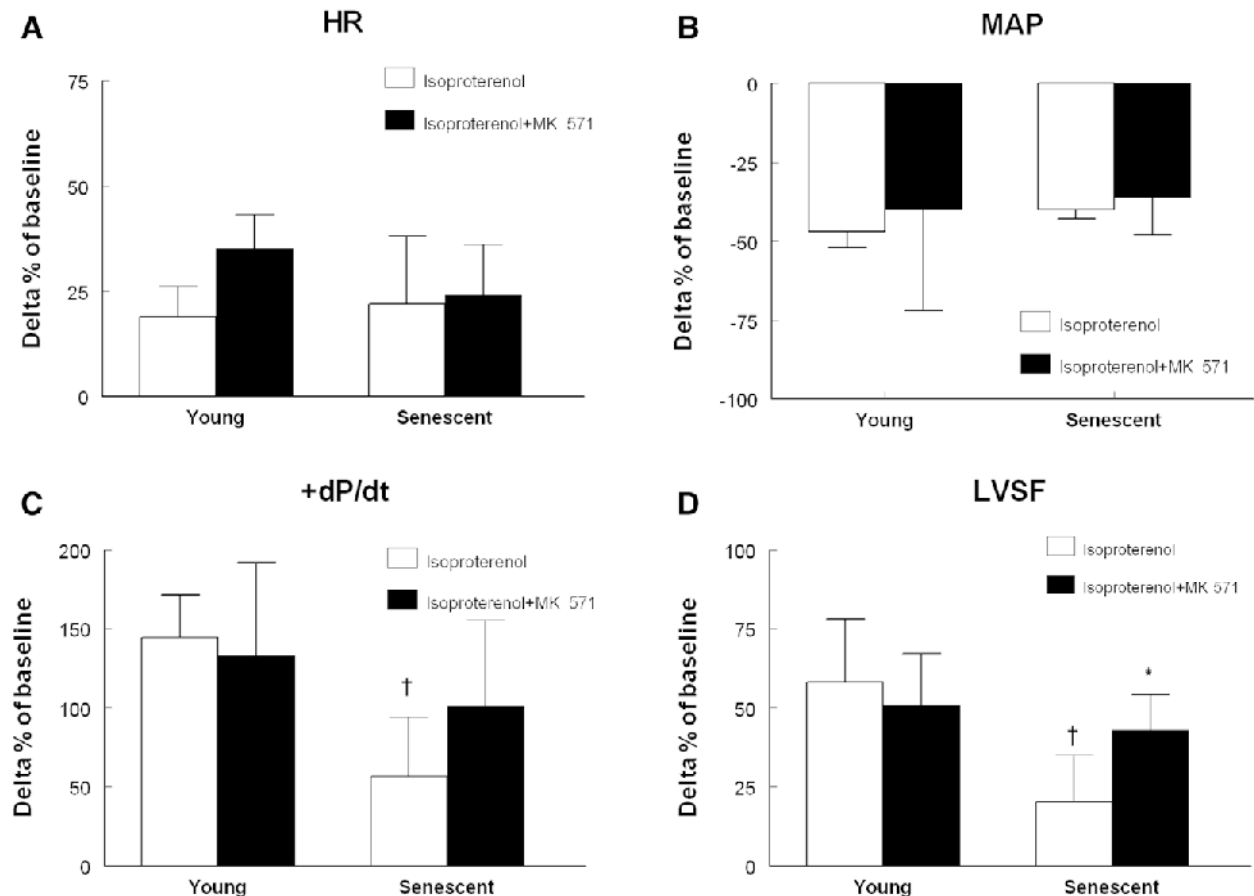 A
HR
Delta % of baseline
75
50
25
0
Isoproterenol
Isoproterenol+MK 571
Young
Senescent
B
MAP
Delta % of baseline
0
-25
-50
-75
-100
Isoproterenol
Isoproterenol+MK 571
Young
Senescent
C
+dP/dt
Delta % of baseline
200
150
100
50
0
Isoproterenol
Isoproterenol+MK 571
†
Young
Senescent
D
LVSF
Delta % of baseline
100
75
50
25
0
Isoproterenol
Isoproterenol+MK 571
†
*
Young
Senescent